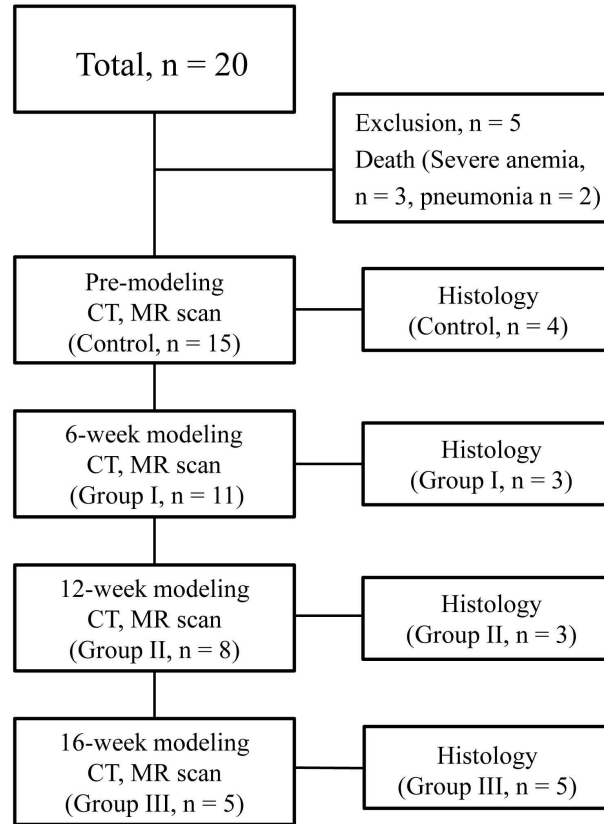 Total, n = 20
Exclusion, n = 5
Death (Severe anemia,
n = 3, pneumonia n = 2)
Pre-modeling
CT, MR scan
(Control, n = 15)
Histology
(Control, n = 4)
6-week modeling
CT, MR scan
(Group I, n = 11)
Histology
(Group I, n = 3)
12-week modeling
CT, MR scan
(Group II, n = 8)
Histology
(Group II, n = 3)
16-week modeling
CT, MR scan
(Group III, n = 5)
Histology
(Group III, n = 5)